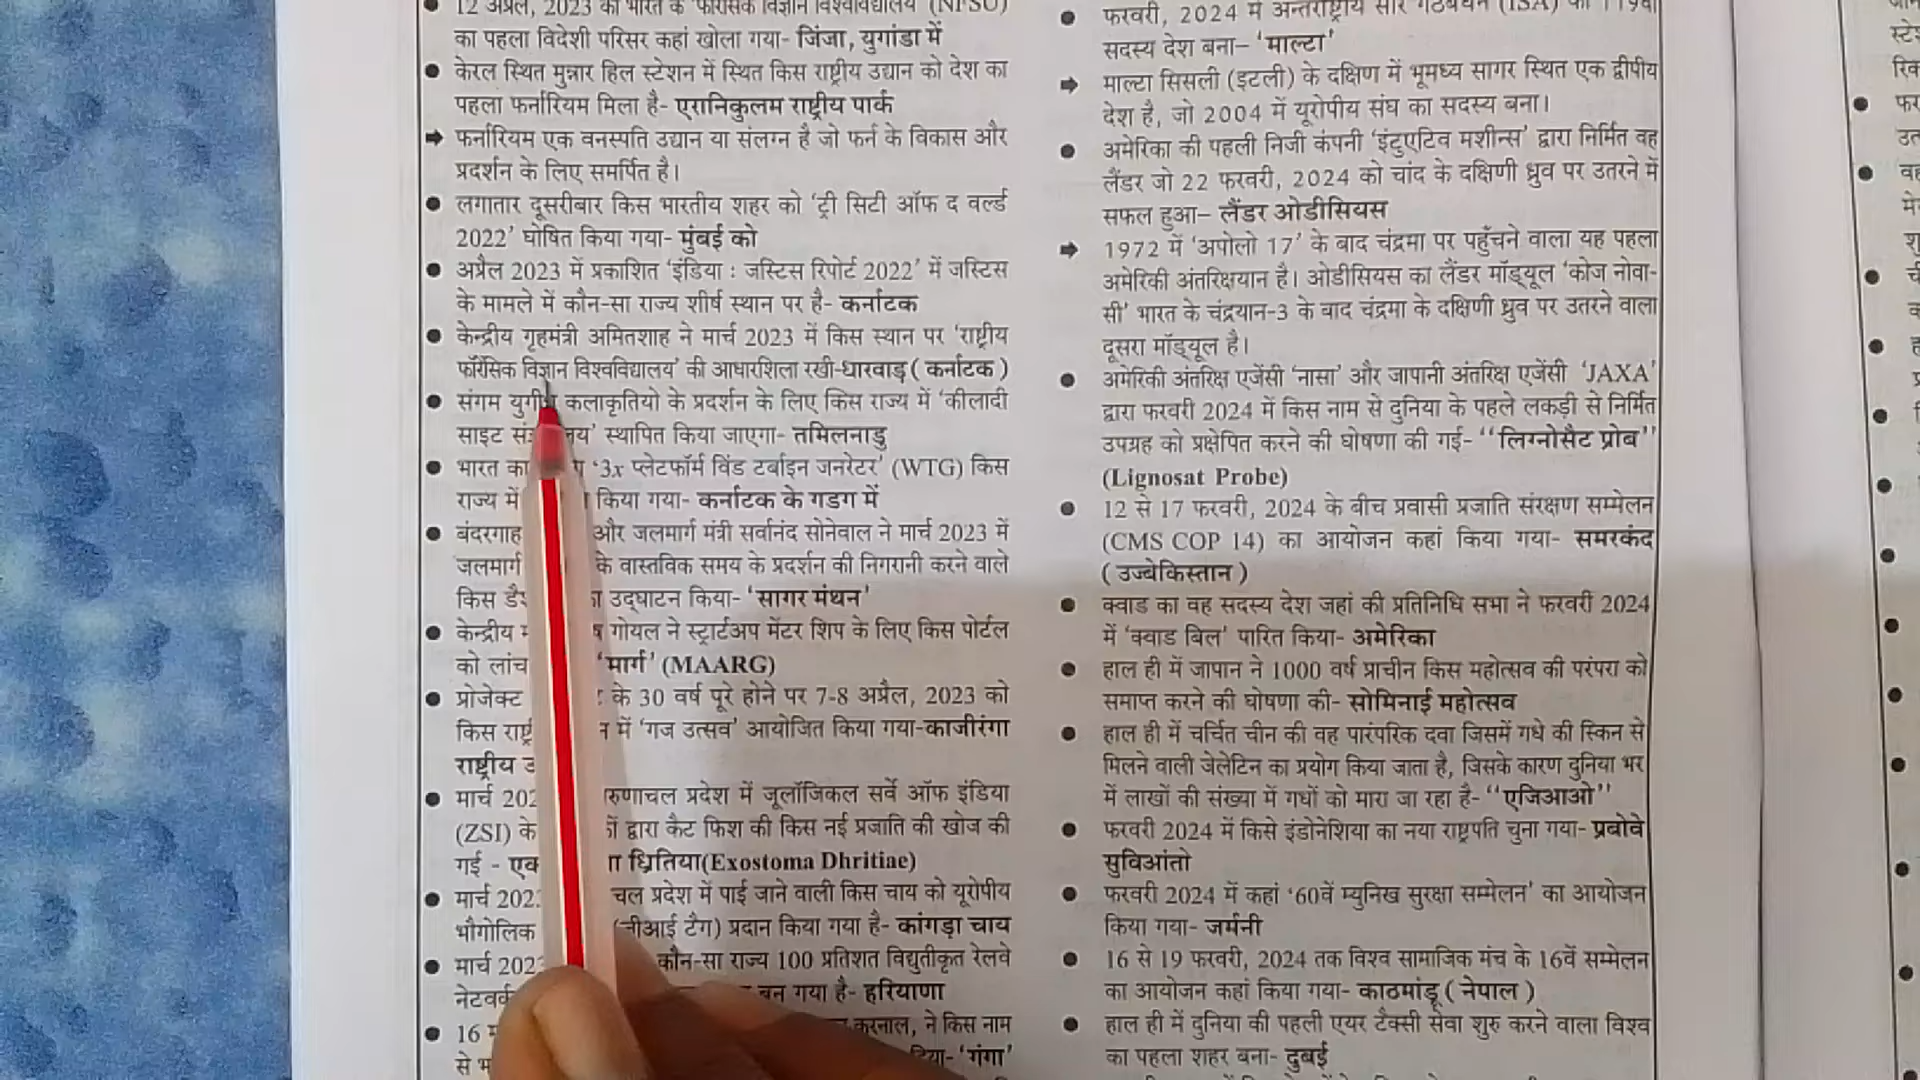 12 अप्रैल, 2023 को भारत के फॉरेंसिक विज्ञान विश्वविद्यालय (NFSU)
का पहला विदेशी परिसर कहां खोला गया- जिंजा, युगांडा में
● केरल स्थित मुन्नार हिल स्टेशन में स्थित किस राष्ट्रीय उद्यान को देश का
पहला फर्नारियम मिला है- एरानिकुलम राष्ट्रीय पार्क
➡ फर्नारियम एक वनस्पति उद्यान या संलग्न है जो फर्न के विकास और
प्रदर्शन के लिए समर्पित है।
● लगातार दूसरीबार किस भारतीय शहर को ‘ट्री सिटी ऑफ द वर्ल्ड
2022’ घोषित किया गया- मुंबई को
● अप्रैल 2023 में प्रकाशित ‘इंडिया : जस्टिस रिपोर्ट 2022’ में जस्टिस
के मामले में कौन-सा राज्य शीर्ष स्थान पर है- कर्नाटक
● केन्द्रीय गृहमंत्री अमितशाह ने मार्च 2023 में किस स्थान पर ‘राष्ट्रीय
फॉरेंसिक विज्ञान विश्वविद्यालय’ की आधारशिला रखी-धारवाड़ ( कर्नाटक )
● संगम कलाकृतियो के प्रदर्शन के लिए किस राज्य में ‘कीलादी
साइट स्थापित किया जाएगा- तमिलनाडु
● भारत का ‘3x प्लेटफॉर्म विंड टर्बाइन जनरेटर’ (WTG) किस
राज्य में किया गया- कर्नाटक के गडग में
● बंदरगाह और जलमार्ग मंत्री सर्वानंद सोनेवाल ने मार्च 2023 में
जलमार्ग के वास्तविक समय के प्रदर्शन की निगरानी करने वाले
किस उद्घाटन किया- ‘सागर मंथन’
● केन्द्रीय गोयल ने स्ट्रार्टअप मेंटर शिप के लिए किस पोर्टल
को लांच ‘मार्ग’ (MAARG)
● प्रोजेक्ट के 30 वर्ष पूरे होने पर 7-8 अप्रैल, 2023 को
किस में ‘गज उत्सव’ आयोजित किया गया-काजीरंगा
राष्ट्रीय
● मार्च प्रदेश में जूलॉजिकल सर्वे ऑफ इंडिया
(ZSI) के द्वारा कैट फिश की किस नई प्रजाति की खोज की
गई - ध्रितिया(Exostoma Dhritiae)
● मार्च प्रदेश में पाई जाने वाली किस चाय को यूरोपीय
भौगोलिक टैग) प्रदान किया गया है- कांगड़ा चाय
● मार्च कौन-सा राज्य 100 प्रतिशत विद्युतीकृत रेलवे
बन गया है- हरियाणा
● 16 करनाल, ने किस नाम
से ‘गंगा’
● फरवरी, 2024 में अन्तर्राष्ट्रीय सौर गठबंधन (ISA) का 119वां
सदस्य देश बना– ‘माल्टा’
➡ माल्टा सिसली (इटली) के दक्षिण में भूमध्य सागर स्थित एक द्वीपीय
देश है, जो 2004 में यूरोपीय संघ का सदस्य बना।
● अमेरिका की पहली निजी कंपनी ‘इंटुएटिव मशीन्स’ द्वारा निर्मित वह
लैंडर जो 22 फरवरी, 2024 को चांद के दक्षिणी ध्रुव पर उतरने में
सफल हुआ– लैंडर ओडीसियस
➡ 1972 में ‘अपोलो 17’ के बाद चंद्रमा पर पहुँचने वाला यह पहला
अमेरिकी अंतरिक्षयान है। ओडीसियस का लैंडर मॉड्यूल ‘कोज नोवा-
सी’ भारत के चंद्रयान-3 के बाद चंद्रमा के दक्षिणी ध्रुव पर उतरने वाला
दूसरा मॉड्यूल है।
● अमेरिकी अंतरिक्ष एजेंसी ‘नासा’ और जापानी अंतरिक्ष एजेंसी ‘JAXA’
द्वारा फरवरी 2024 में किस नाम से दुनिया के पहले लकड़ी से निर्मित
उपग्रह को प्रक्षेपित करने की घोषणा की गई- ‘‘लिग्नोसैट प्रोब’’
(Lignosat Probe)
● 12 से 17 फरवरी, 2024 के बीच प्रवासी प्रजाति संरक्षण सम्मेलन
(CMS COP 14) का आयोजन कहां किया गया- समरकंद
( उज्बेकिस्तान )
● क्वाड का वह सदस्य देश जहां की प्रतिनिधि सभा ने फरवरी 2024
में ‘क्वाड बिल’ पारित किया- अमेरिका
● हाल ही में जापान ने 1000 वर्ष प्राचीन किस महोत्सव की परंपरा को
समाप्त करने की घोषणा की- सोमिनाई महोत्सव
● हाल ही में चर्चित चीन की वह पारंपरिक दवा जिसमें गधे की स्किन से
मिलने वाली जेलेटिन का प्रयोग किया जाता है, जिसके कारण दुनिया भर
में लाखों की संख्या में गधों को मारा जा रहा है- ‘‘एजिआओ’’
● फरवरी 2024 में किसे इंडोनेशिया का नया राष्ट्रपति चुना गया- प्रबोवे
सुविआंतो
● फरवरी 2024 में कहां ‘60वें म्युनिख सुरक्षा सम्मेलन’ का आयोजन
किया गया- जर्मनी
● 16 से 19 फरवरी, 2024 तक विश्व सामाजिक मंच के 16वें सम्मेलन
का आयोजन कहां किया गया- काठमांडू ( नेपाल )
● हाल ही में दुनिया की पहली एयर टैक्सी सेवा शुरु करने वाला विश्व
का पहला शहर बना- दुबई